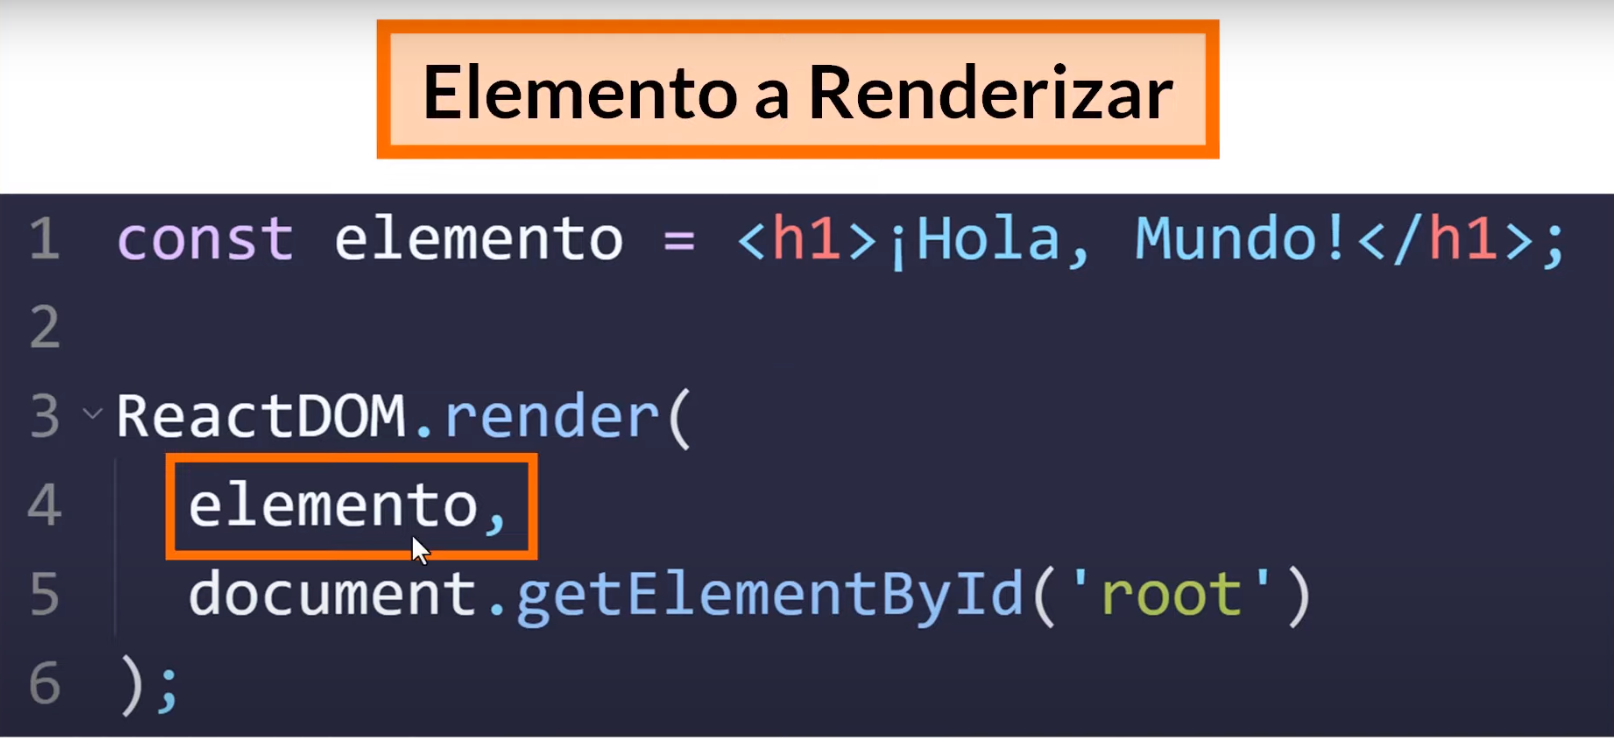 Elemento a Renderizar
1 const elemento = <h1>¡Hola, Mundo!</h1>;
2
3 ReactDOM.render(
4 elemento,
5 document.getElementById('root')
6 );